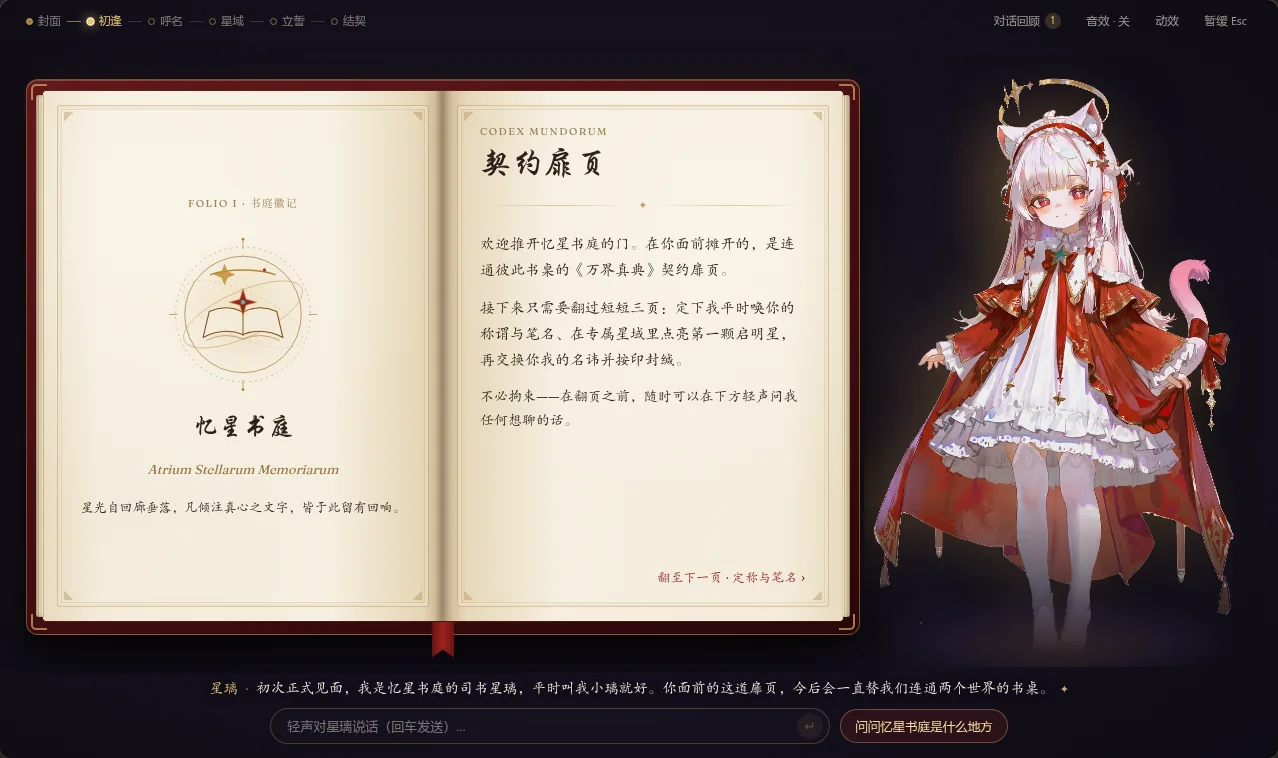 封面 初逢 呼名 星域 立誓 结契
对话回顾 1 音效·关 动效 暂缓 Esc
FOLIO I · 书庭徽记
忆星书庭
Atrium Stellarum Memoriarum
星光自回廊垂落，凡倾注真心之文字，皆于此留有回响。
CODEX MUNDORUM
契约扉页
欢迎推开忆星书庭的门。在你面前摊开的，是连
通彼此书桌的《万界真典》契约扉页。
接下来只需要翻过短短三页：定下我平时唤你的
称谓与笔名、在专属星域里点亮第一颗启明星，
再交换你我的名讳并按印封缄。
不必拘束——在翻页之前，随时可以在下方轻声问我
任何想聊的话。
翻至下一页·定称与笔名 ›
星璃 · 初次正式见面，我是忆星书庭的司书星璃，平时叫我小璃就好。你面前的这道扉页，今后会一直替我们连通两个世界的书桌。
轻声对星璃说话（回车发送）…
问问忆星书庭是什么地方